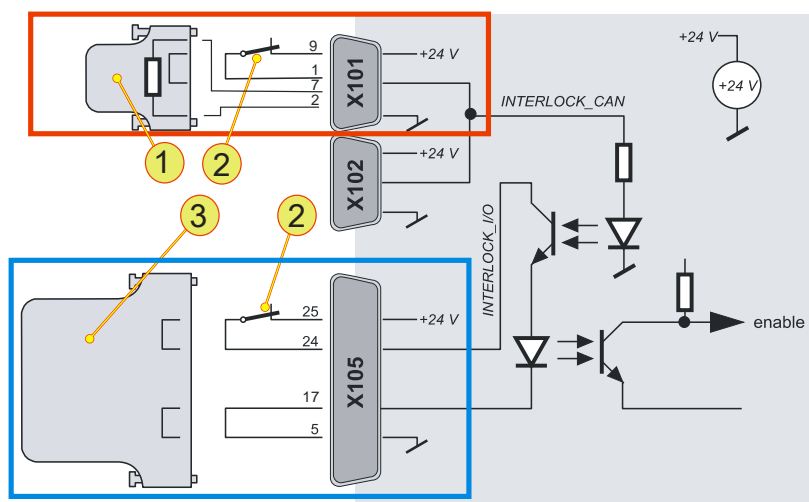 9
1
7
2
X101
+24 V
1
2
INTERLOCK_CAN
+24 V
+24 V
X102
+24 V
3
2
INTERLOCK_I/O
25
24
17
5
X105
+24 V
enable